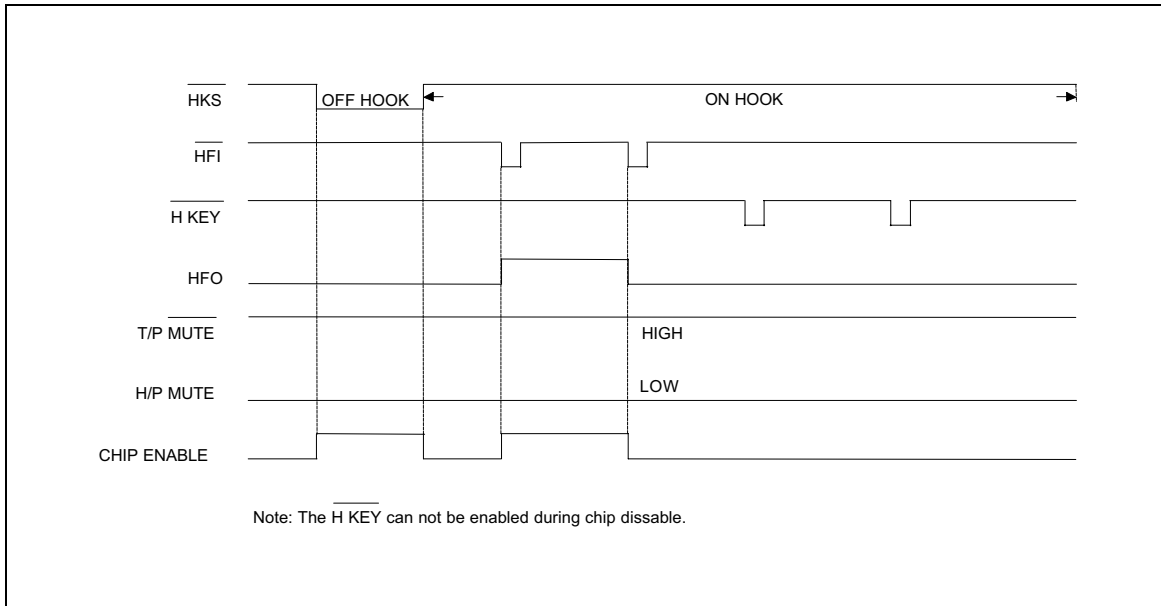 HKS
OFF HOOK
ON HOOK
HFI
H KEY
HFO
T/P MUTE
HIGH
H/P MUTE
LOW
CHIP ENABLE
Note: The H KEY can not be enabled during chip dissable.